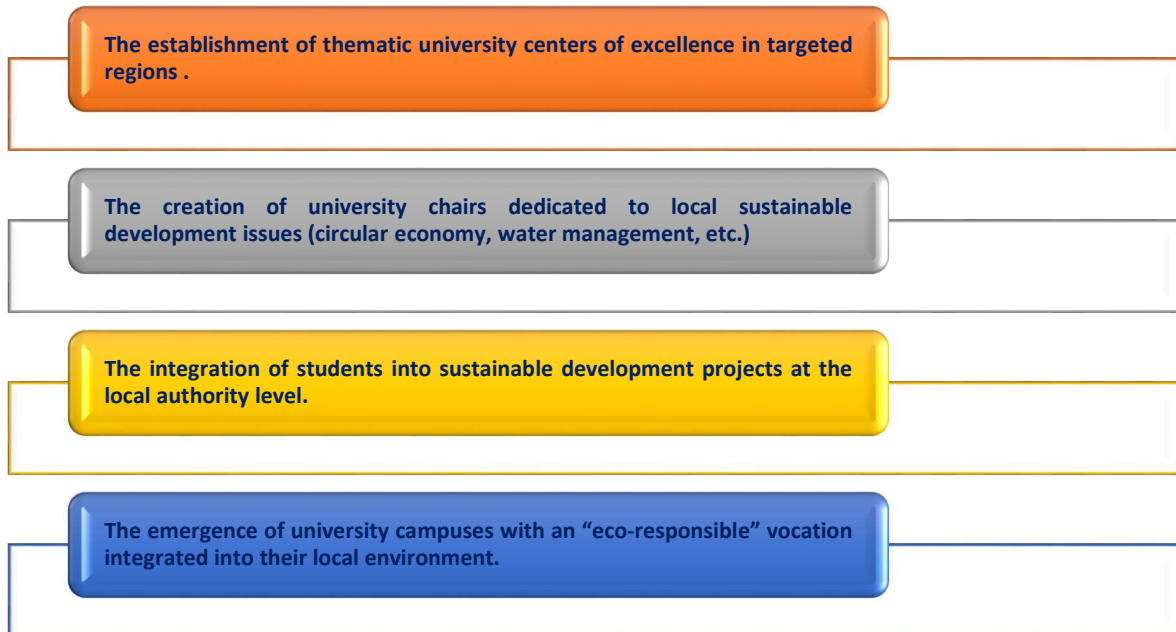 The establishment of thematic university centers of excellence in targeted
regions .
The creation of university chairs dedicated to local sustainable
development issues (circular economy, water management, etc.)
The integration of students into sustainable development projects at the
local authority level.
The emergence of university campuses with an “eco-responsible” vocation
integrated into their local environment.